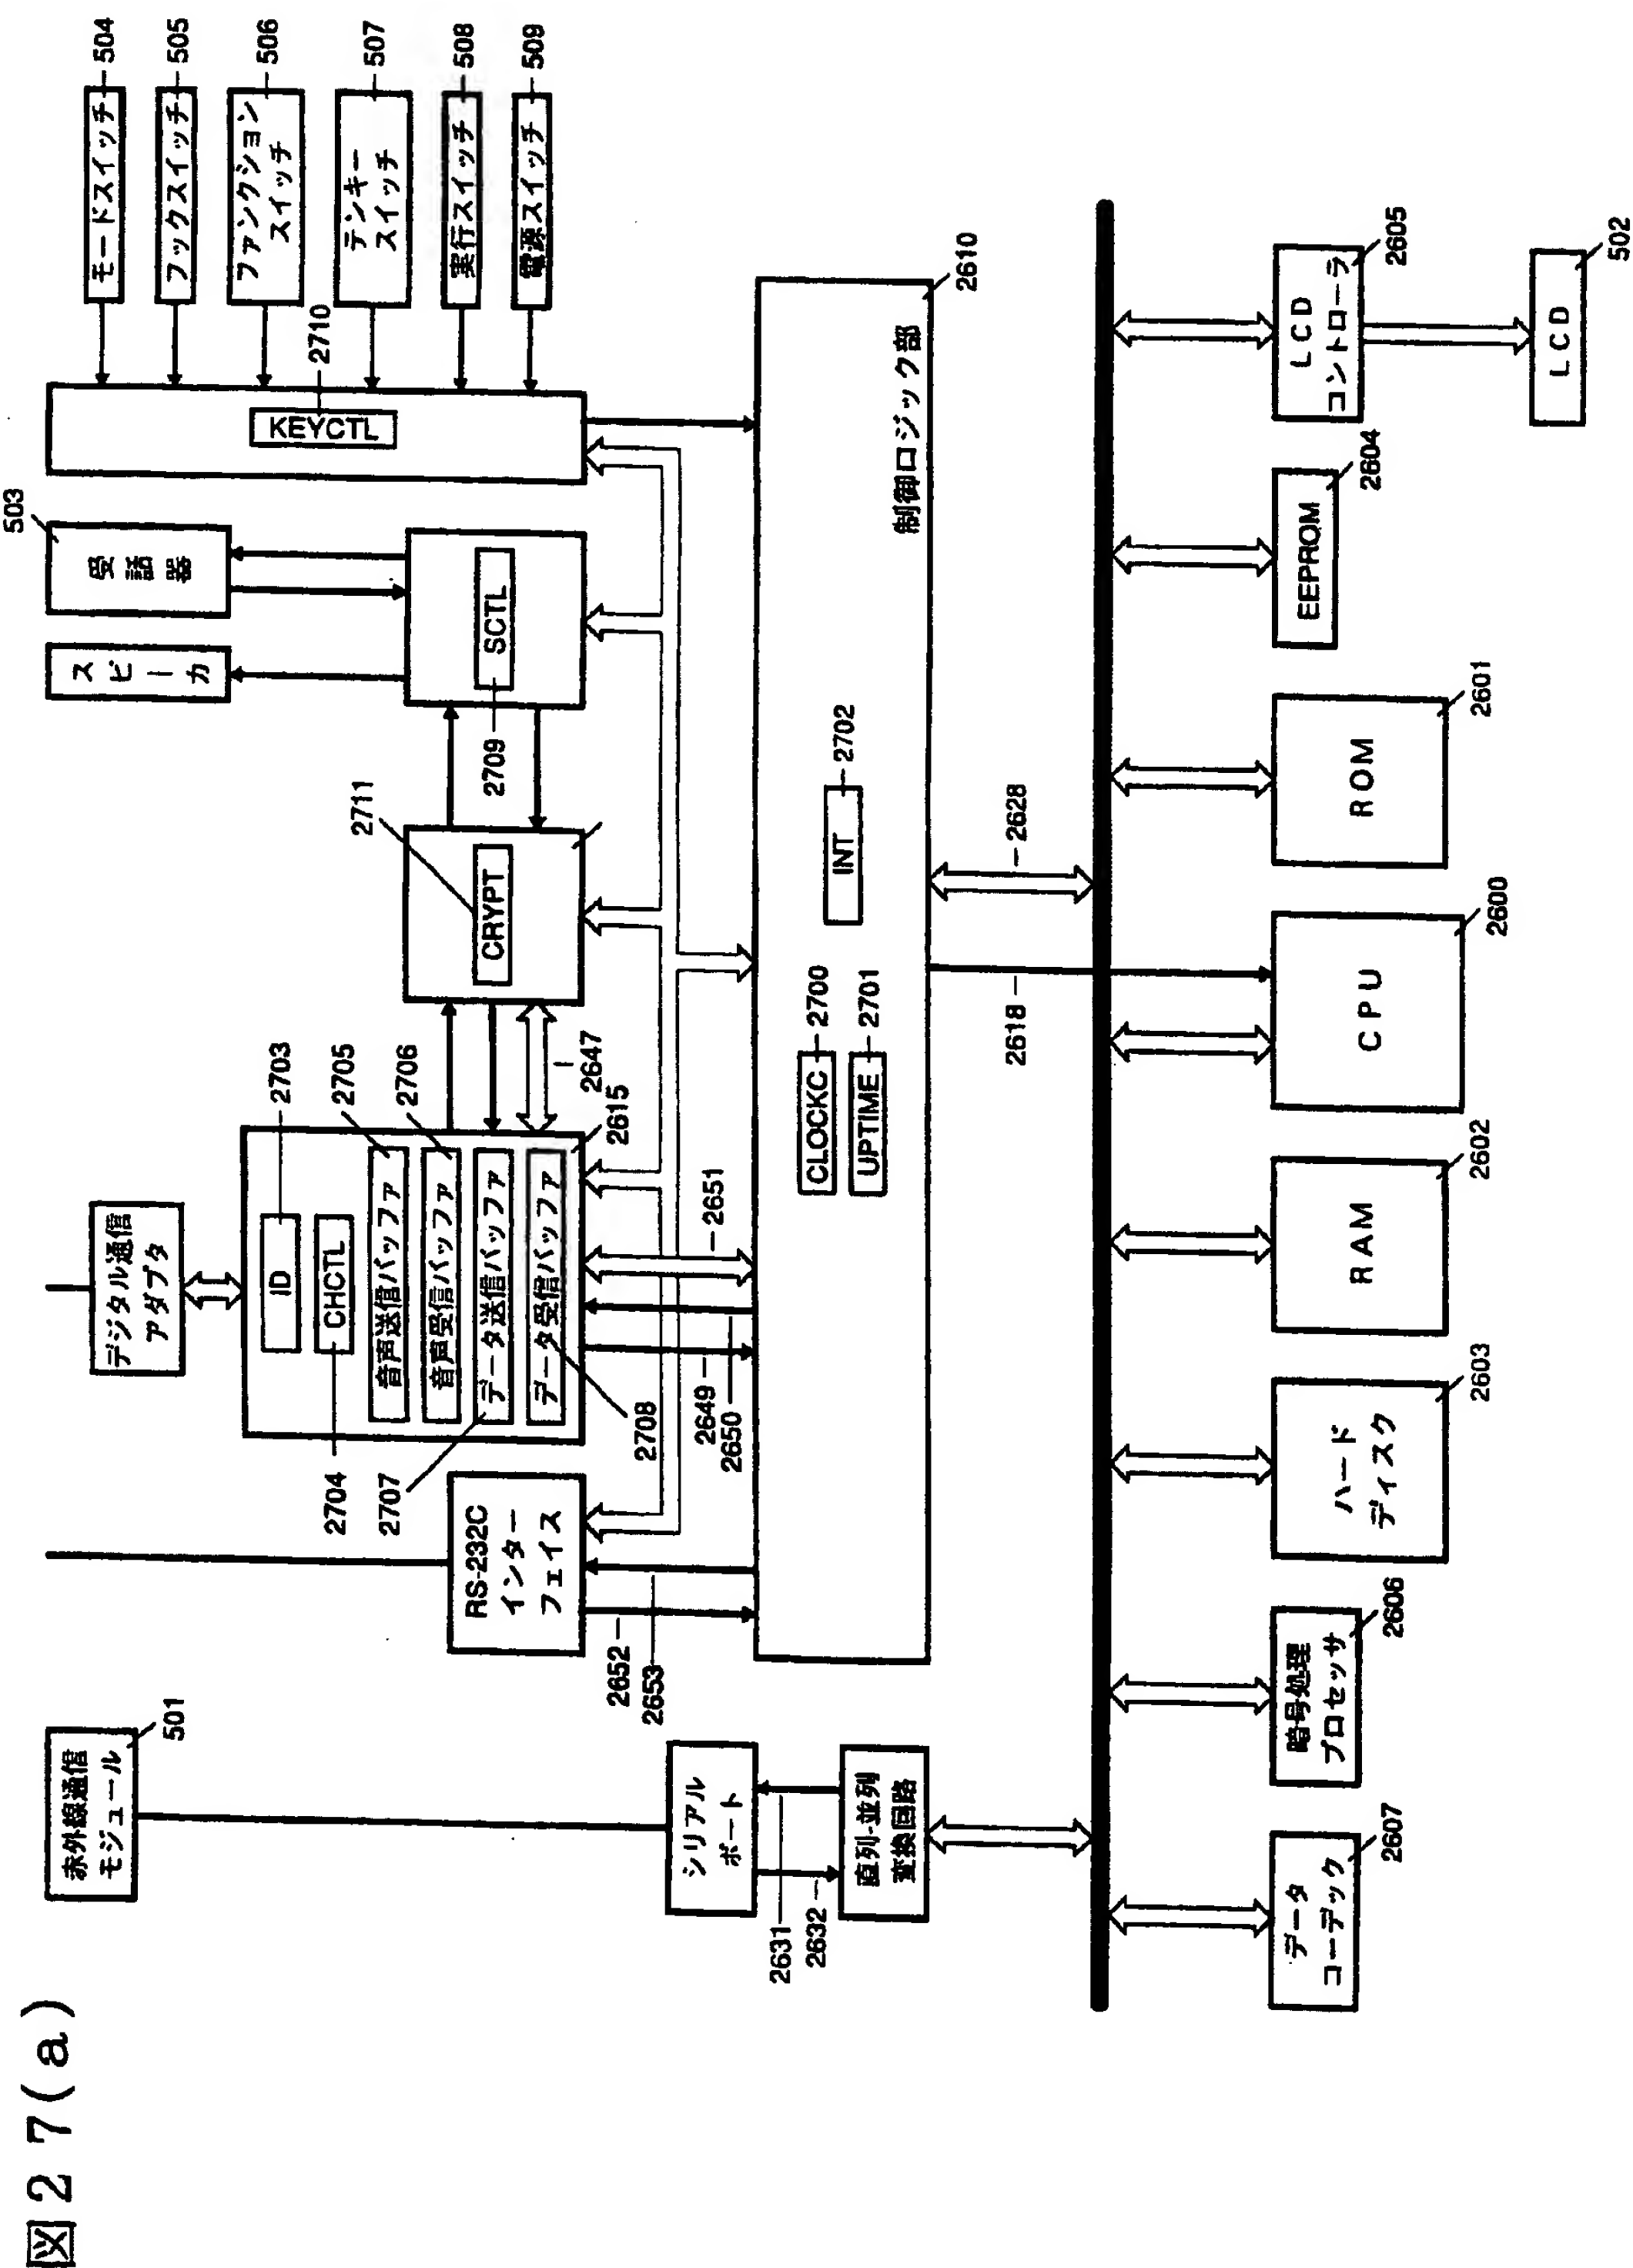 図27(a)
赤外線通信
モジュール
501
デジタル通信
アダプタ
スピーカ
受話器
503
モードスイッチ
504
フックスイッチ
505
ファンクション
スイッチ
506
テンキー
スイッチ
507
実行スイッチ
508
電源スイッチ
509
KEYCTL
2710
ID
2703
CHCTL
2704
音声送信バッファ
2705
音声受信バッファ
2706
データ送信バッファ
2707
データ受信バッファ
2708
2615
2647
CRYPT
2711
SCTL
2709
RS-232C
インター
フェイス
2652
2653
2649
2650
2651
シリアル
ポート
2631
2632
直列-並列
変換回路
CLOCKC
2700
UPTIME
2701
INT
2702
制御ロジック部
2610
2618
2628
データ
コーデック
2607
暗号処理
プロセッサ
2606
ハード
ディスク
2603
RAM
2602
CPU
2600
ROM
2601
EEPROM
2604
LCD
コントローラ
2605
LCD
502